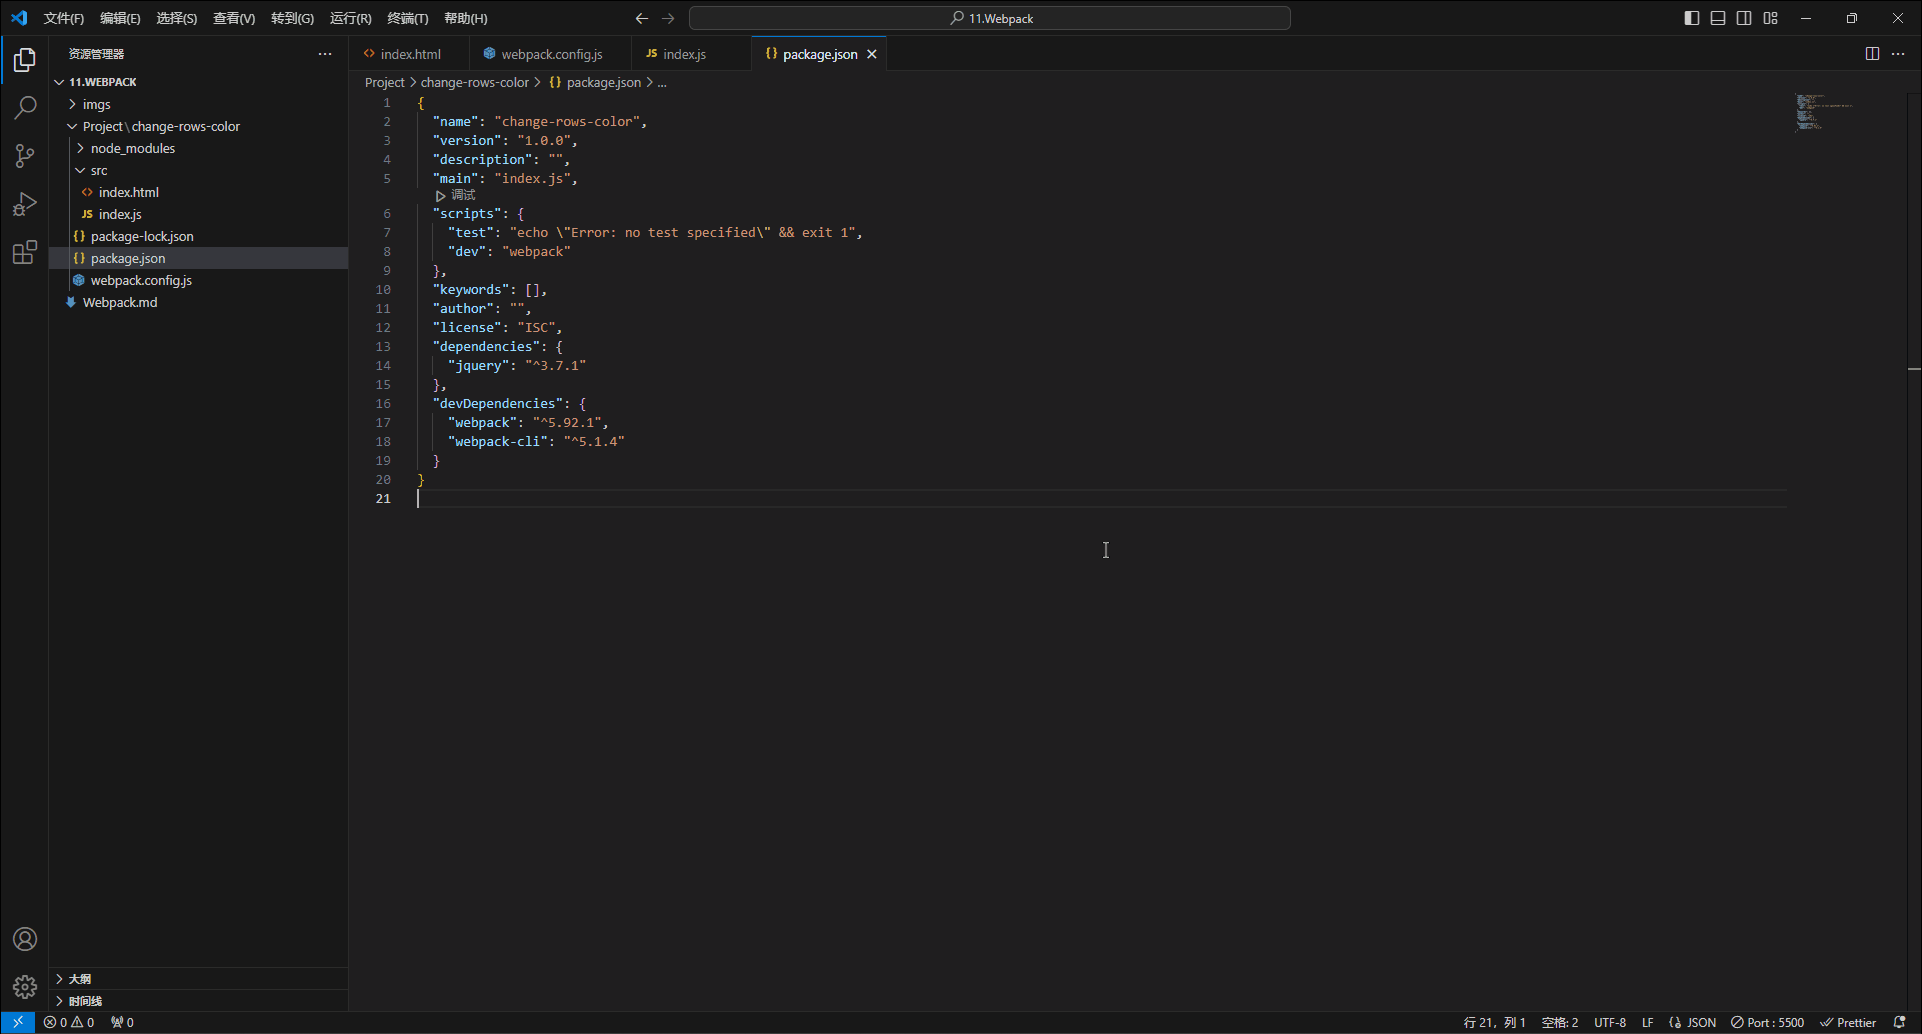 文件(F) 编辑(E) 选择(S) 查看(V) 转到(G) 运行(R) 终端(T) 帮助(H) 11.Webpack
资源管理器
11.WEBPACK
imgs
Project\change-rows-color
node_modules
src
index.html
JS index.js
{} package-lock.json
{} package.json
webpack.config.js
Webpack.md
大纲
时间线
index.html webpack.config.js JS index.js {} package.json
Project > change-rows-color > {} package.json > ...
1 {
2 "name": "change-rows-color",
3 "version": "1.0.0",
4 "description": "",
5 "main": "index.js",
调试
6 "scripts": {
7 "test": "echo \"Error: no test specified\" && exit 1",
8 "dev": "webpack"
9 },
10 "keywords": [],
11 "author": "",
12 "license": "ISC",
13 "dependencies": {
14 "jquery": "^3.7.1"
15 },
16 "devDependencies": {
17 "webpack": "^5.92.1",
18 "webpack-cli": "^5.1.4"
19 }
20 }
21
0 0 0 行 21，列 1 空格: 2 UTF-8 LF {} JSON Port : 5500 Prettier